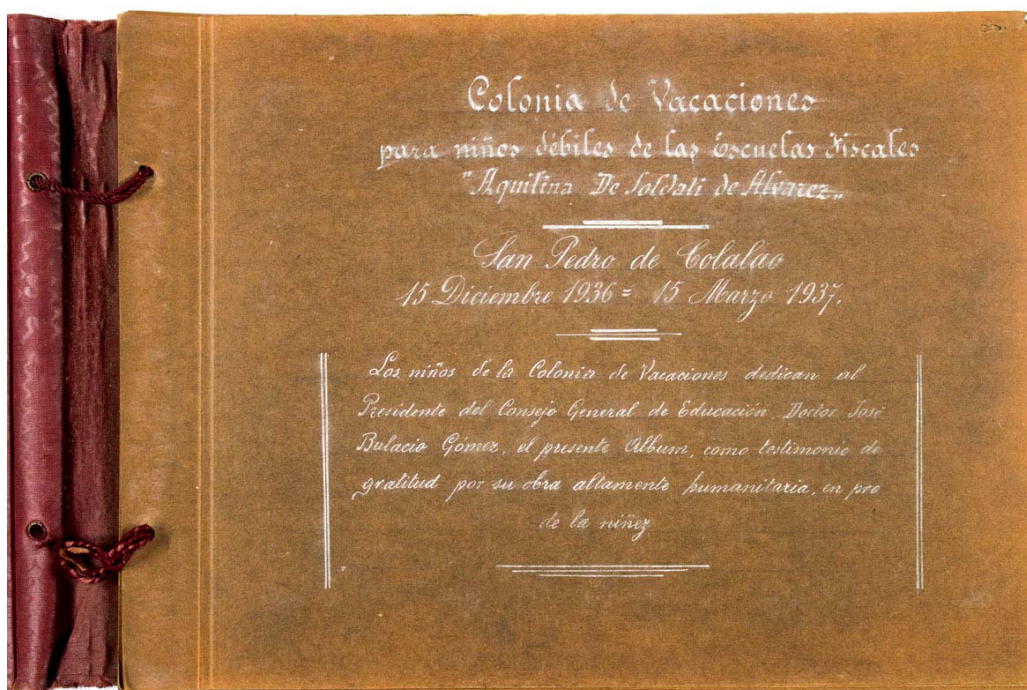 Colonia de Vacaciones
para niños débiles de las Escuelas Fiscales
"Aquilina De Soldati de Alvarez„
San Pedro de Colalao
15 Diciembre 1936 = 15 Marzo 1937.
Los niños de la Colonia de Vacaciones dedican al
Presidente del Consejo General de Educación, Doctor José
Bulacio Gómez, el presente Album, como testimonio de
gratitud por su obra altamente humanitaria, en pro
de la niñez